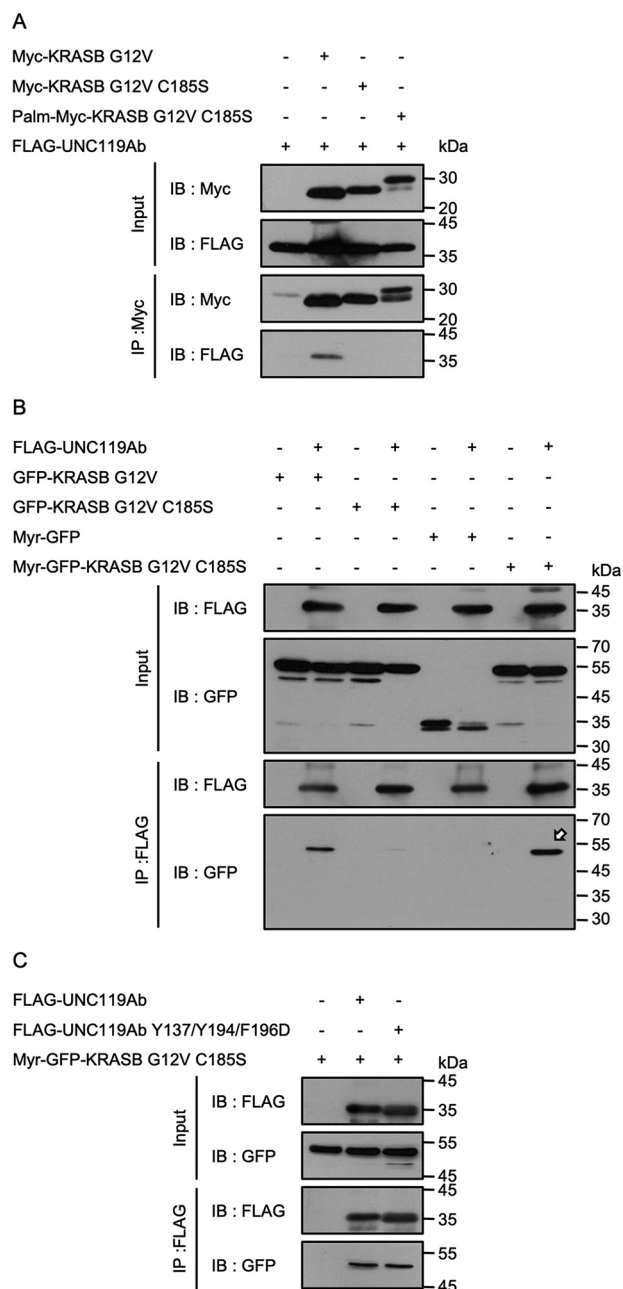 A
Myc-KRASB G12V - + - -
Myc-KRASB G12V C185S - - + -
Palm-Myc-KRASB G12V C185S - - - +
FLAG-UNC119Ab + + + + kDa
Input
IB : Myc
30
20
IB : FLAG
45
35
IP :Myc
IB : Myc
30
20
IB : FLAG
45
35
B
FLAG-UNC119Ab - + - + - + - +
GFP-KRASB G12V + + - - - - - -
GFP-KRASB G12V C185S - - + + - - - -
Myr-GFP - - - - + + - -
Myr-GFP-KRASB G12V C185S - - - - - - + +
kDa
Input
IB : FLAG
45
35
IB : GFP
70
55
45
35
30
IP :FLAG
IB : FLAG
45
35
IB : GFP
70
55
45
35
30
C
FLAG-UNC119Ab - + -
FLAG-UNC119Ab Y137/Y194/F196D - - +
Myr-GFP-KRASB G12V C185S + + + kDa
Input
IB : FLAG
45
35
IB : GFP
55
45
IP :FLAG
IB : FLAG
45
35
IB : GFP
55
45